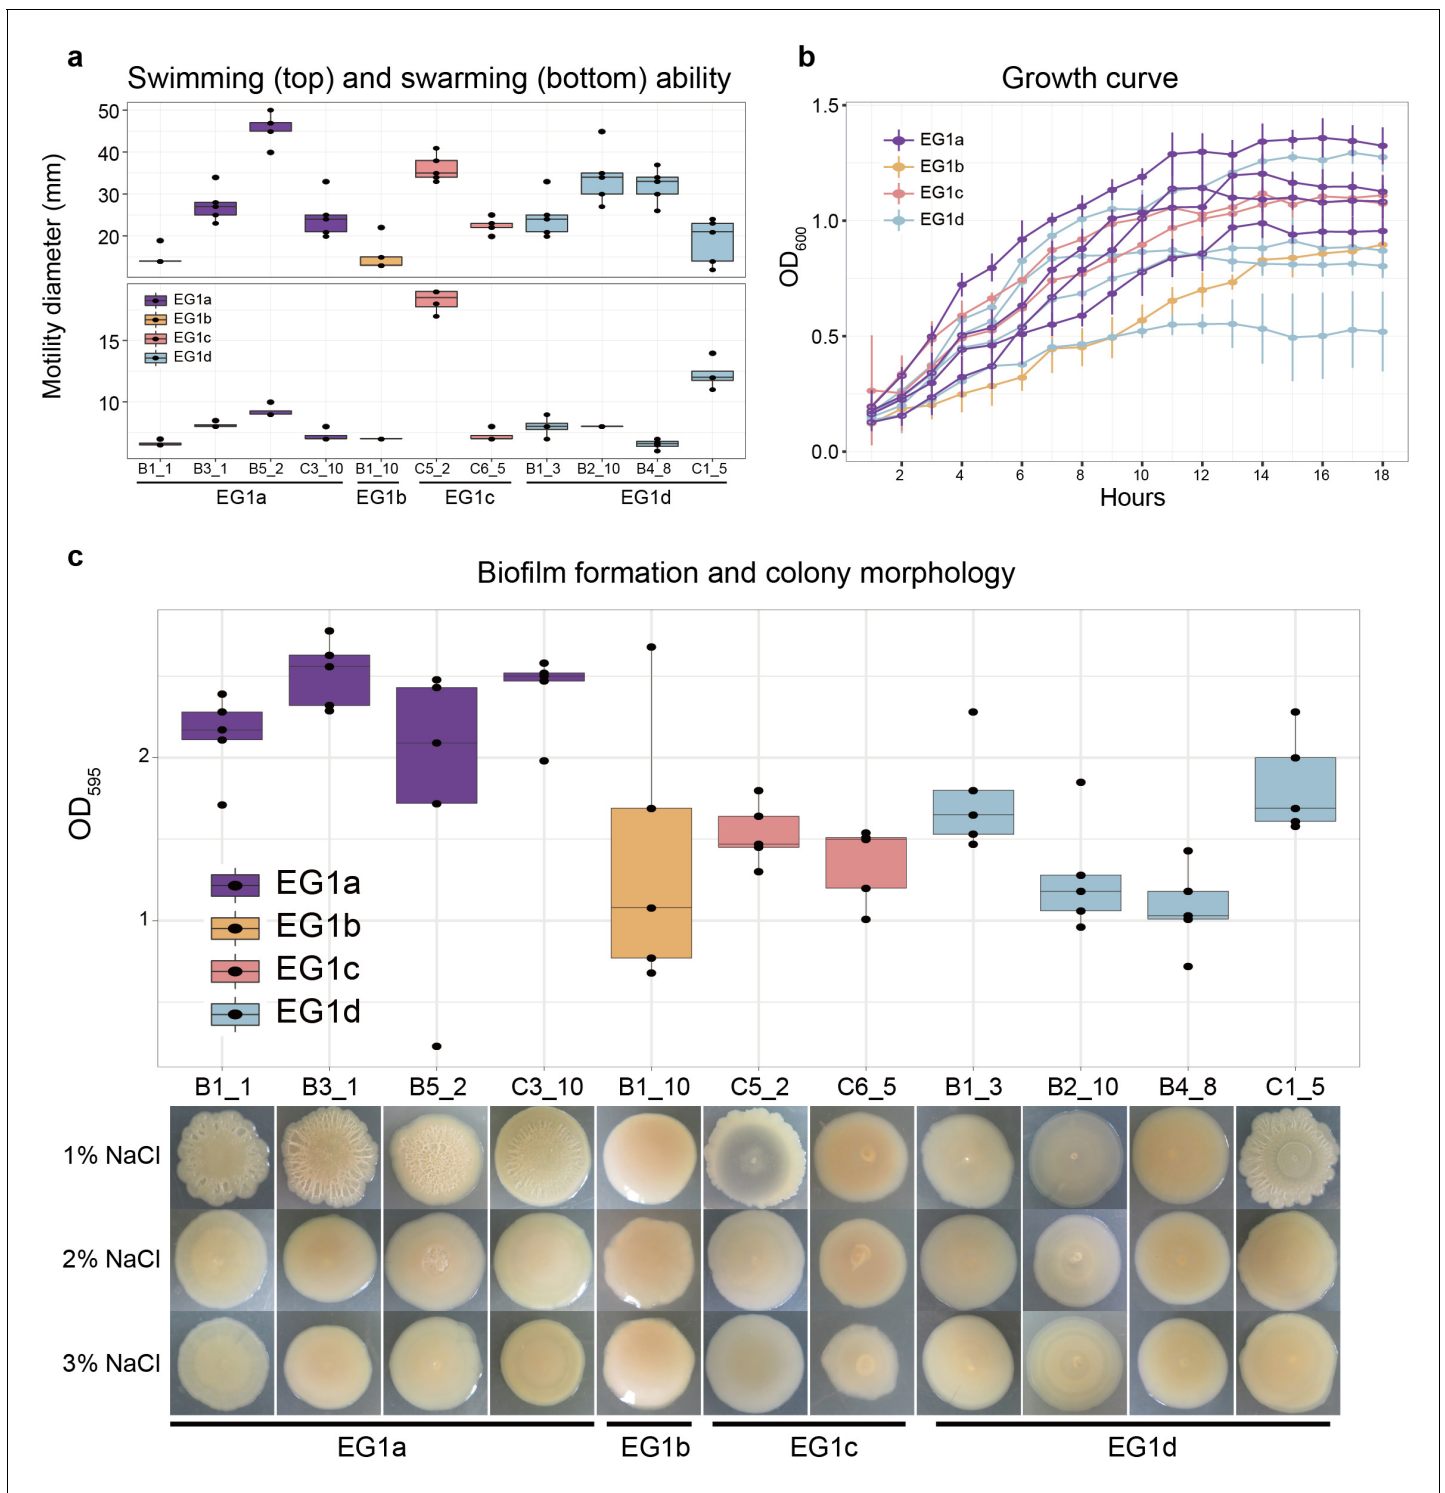 a
Swimming (top) and swarming (bottom) ability
Motility diameter (mm)
50
40
30
20
15
10
EG1a
EG1b
EG1c
EG1d
B1_1 B3_1 B5_2 C3_10 B1_10 C5_2 C6_5 B1_3 B2_10 B4_8 C1_5
EG1a EG1b EG1c EG1d
b
Growth curve
OD600
1.5
1.0
0.5
0.0
EG1a
EG1b
EG1c
EG1d
2 4 6 8 10 12 14 16 18
Hours
c
Biofilm formation and colony morphology
OD595
2
1
EG1a
EG1b
EG1c
EG1d
B1_1 B3_1 B5_2 C3_10 B1_10 C5_2 C6_5 B1_3 B2_10 B4_8 C1_5
1% NaCl
2% NaCl
3% NaCl
EG1a EG1b EG1c EG1d